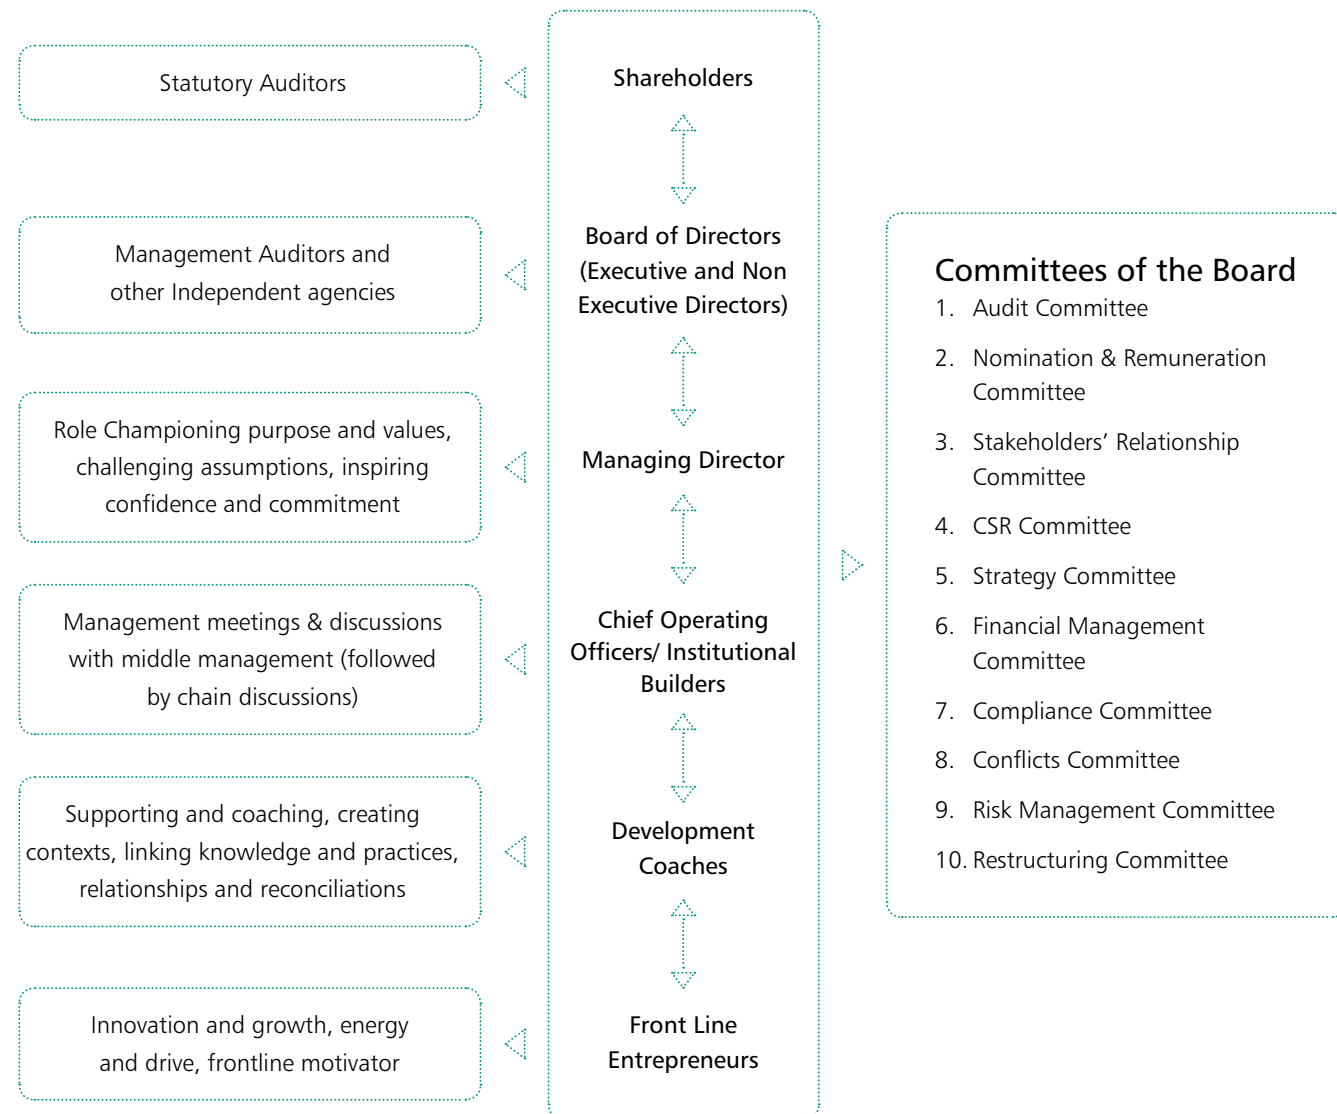 Statutory Auditors
Management Auditors and
other Independent agencies
Role Championing purpose and values,
challenging assumptions, inspiring
confidence and commitment
Management meetings & discussions
with middle management (followed
by chain discussions)
Supporting and coaching, creating
contexts, linking knowledge and practices,
relationships and reconciliations
Innovation and growth, energy
and drive, frontline motivator
Shareholders
Board of Directors
(Executive and Non
Executive Directors)
Managing Director
Chief Operating
Officers/ Institutional
Builders
Development
Coaches
Front Line
Entrepreneurs
Committees of the Board
1. Audit Committee
2. Nomination & Remuneration
Committee
3. Stakeholders’ Relationship
Committee
4. CSR Committee
5. Strategy Committee
6. Financial Management
Committee
7. Compliance Committee
8. Conflicts Committee
9. Risk Management Committee
10. Restructuring Committee